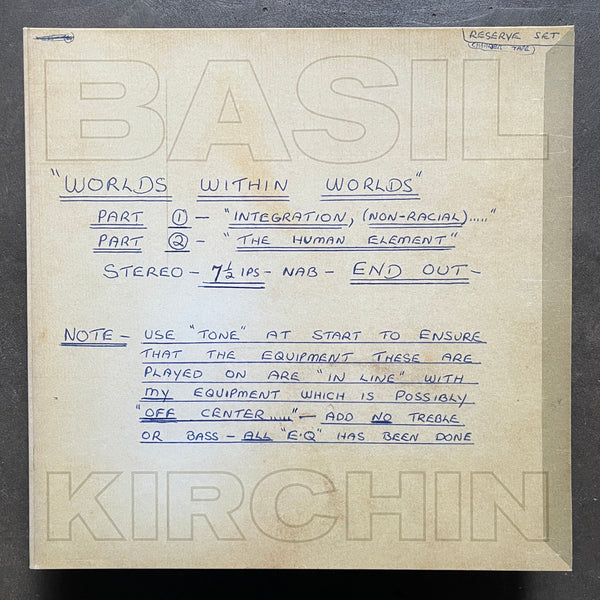 RESERVE SET
BASIL
"WORLDS WITHIN WORLDS"
PART ① – "INTEGRATION, (NON-RACIAL)....."
PART ② – "THE HUMAN ELEMENT"
STEREO – 7½ IPS – NAB – END OUT –
NOTE – USE "TONE" AT START TO ENSURE
THAT THE EQUIPMENT THESE ARE
PLAYED ON ARE "IN LINE" WITH
MY EQUIPMENT WHICH IS POSSIBLY
"OFF CENTER....." – ADD NO TREBLE
OR BASS – ALL "E.Q" HAS BEEN DONE
KIRCHIN